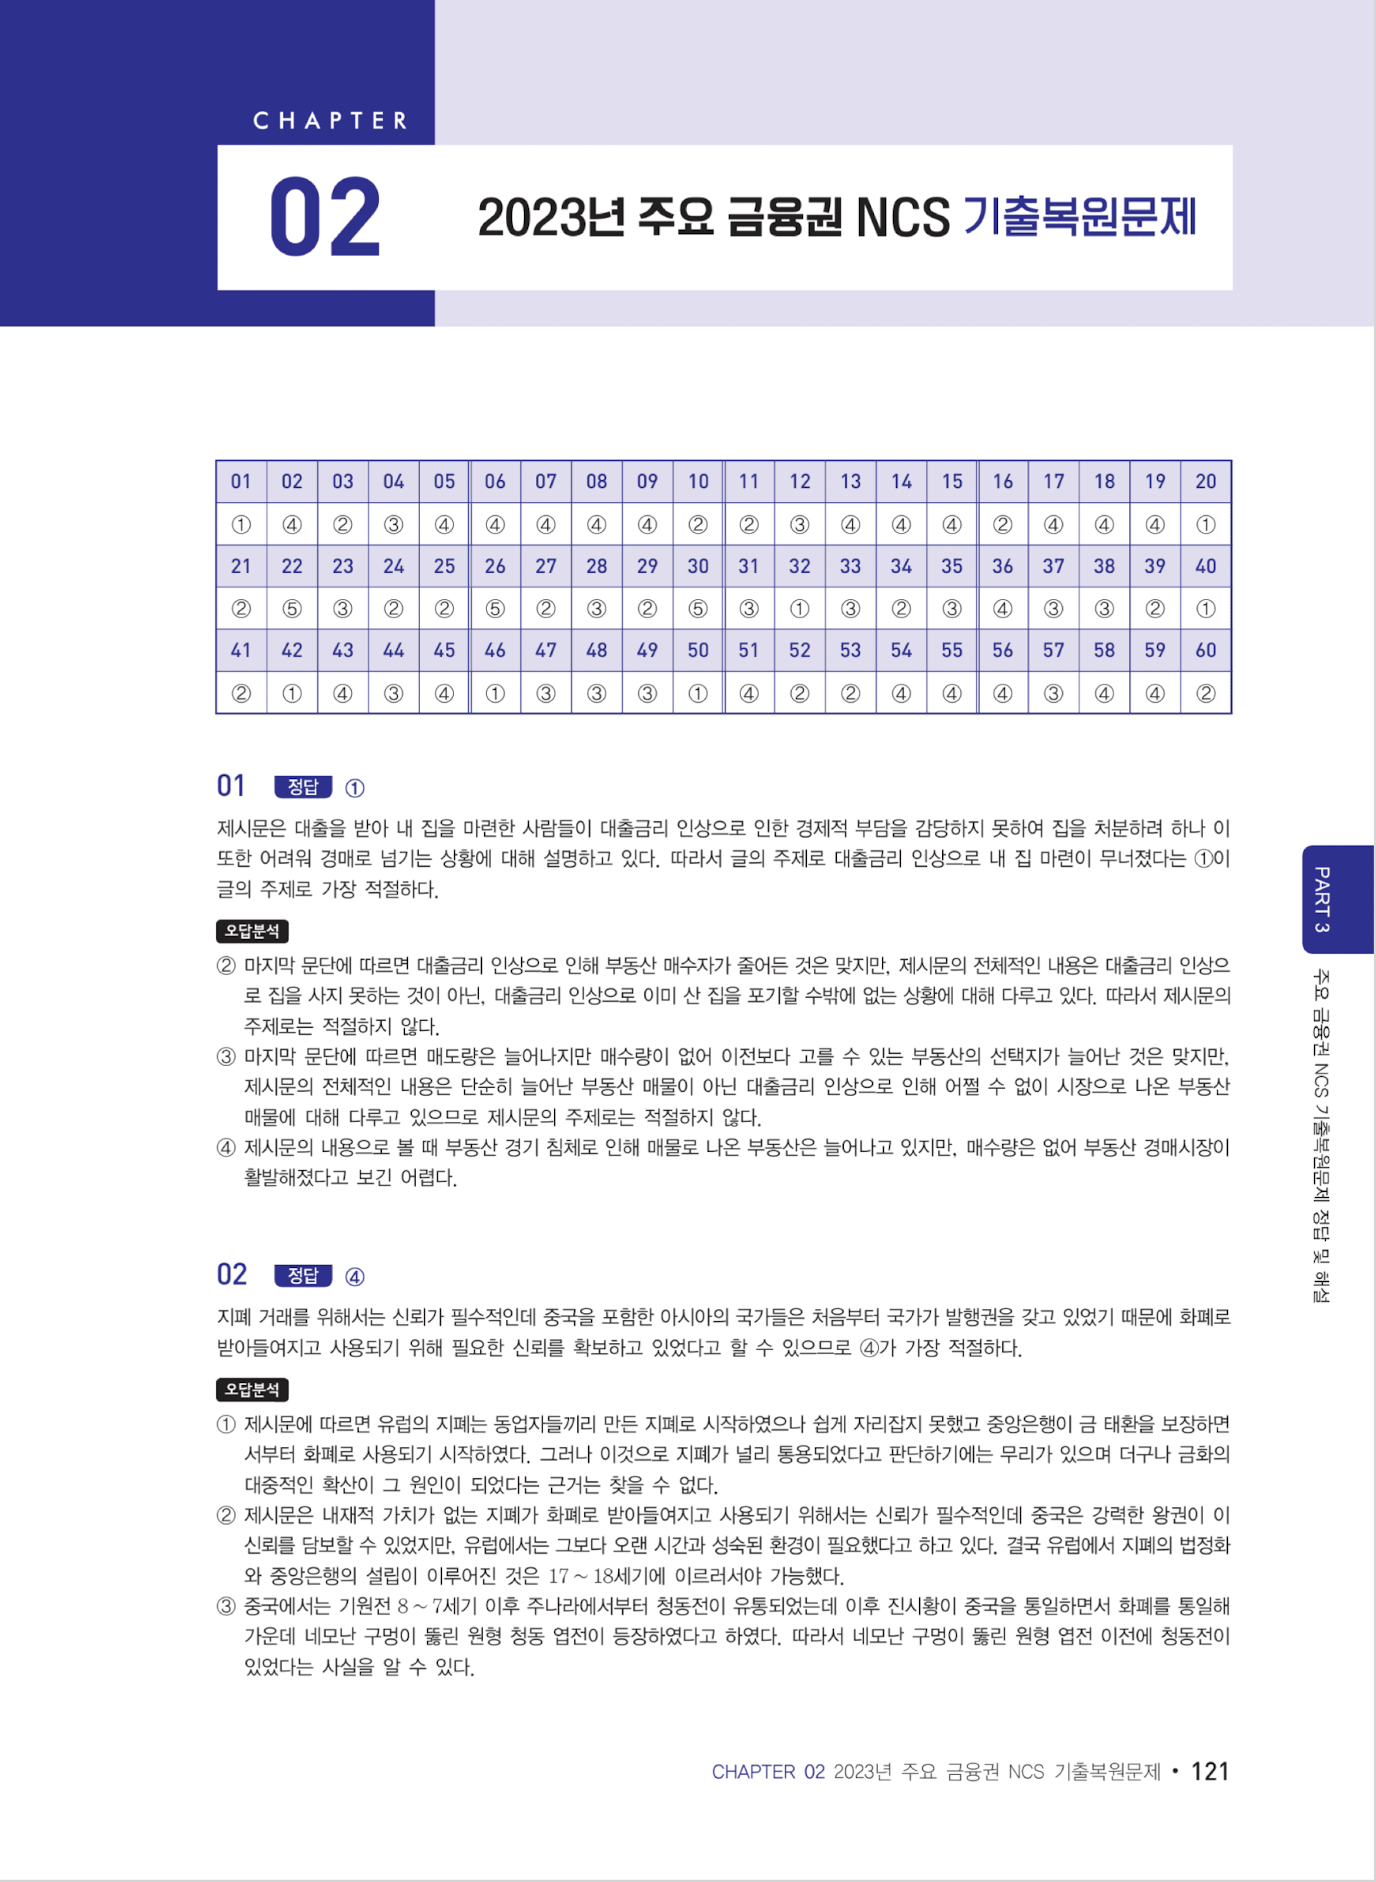 CHAPTER
02
2023년 주요 금융권 NCS 기출복원문제
01 02 03 04 05 06 07 08 09 10 11 12 13 14 15 16 17 18 19 20
① ④ ② ③ ④ ④ ④ ④ ④ ② ② ③ ④ ④ ④ ② ④ ④ ④ ①
21 22 23 24 25 26 27 28 29 30 31 32 33 34 35 36 37 38 39 40
② ⑤ ③ ② ② ⑤ ② ③ ② ⑤ ③ ① ③ ② ③ ④ ③ ③ ② ①
41 42 43 44 45 46 47 48 49 50 51 52 53 54 55 56 57 58 59 60
② ① ④ ③ ④ ① ③ ③ ③ ① ④ ② ② ④ ④ ④ ③ ④ ④ ②
01 정답 ①
제시문은 대출을 받아 내 집을 마련한 사람들이 대출금리 인상으로 인한 경제적 부담을 감당하지 못하여 집을 처분하려 하나 이
또한 어려워 경매로 넘기는 상황에 대해 설명하고 있다. 따라서 글의 주제로 대출금리 인상으로 내 집 마련이 무너졌다는 ①이
글의 주제로 가장 적절하다.
오답분석
② 마지막 문단에 따르면 대출금리 인상으로 인해 부동산 매수자가 줄어든 것은 맞지만, 제시문의 전체적인 내용은 대출금리 인상으
로 집을 사지 못하는 것이 아닌, 대출금리 인상으로 이미 산 집을 포기할 수밖에 없는 상황에 대해 다루고 있다. 따라서 제시문의
주제로는 적절하지 않다.
③ 마지막 문단에 따르면 매도량은 늘어나지만 매수량이 없어 이전보다 고를 수 있는 부동산의 선택지가 늘어난 것은 맞지만,
제시문의 전체적인 내용은 단순히 늘어난 부동산 매물이 아닌 대출금리 인상으로 인해 어쩔 수 없이 시장으로 나온 부동산
매물에 대해 다루고 있으므로 제시문의 주제로는 적절하지 않다.
④ 제시문의 내용으로 볼 때 부동산 경기 침체로 인해 매물로 나온 부동산은 늘어나고 있지만, 매수량은 없어 부동산 경매시장이
활발해졌다고 보긴 어렵다.
02 정답 ④
지폐 거래를 위해서는 신뢰가 필수적인데 중국을 포함한 아시아의 국가들은 처음부터 국가가 발행권을 갖고 있었기 때문에 화폐로
받아들여지고 사용되기 위해 필요한 신뢰를 확보하고 있었다고 할 수 있으므로 ④가 가장 적절하다.
오답분석
① 제시문에 따르면 유럽의 지폐는 동업자들끼리 만든 지폐로 시작하였으나 쉽게 자리잡지 못했고 중앙은행이 금 태환을 보장하면
서부터 화폐로 사용되기 시작하였다. 그러나 이것으로 지폐가 널리 통용되었다고 판단하기에는 무리가 있으며 더구나 금화의
대중적인 확산이 그 원인이 되었다는 근거는 찾을 수 없다.
② 제시문은 내재적 가치가 없는 지폐가 화폐로 받아들여지고 사용되기 위해서는 신뢰가 필수적인데 중국은 강력한 왕권이 이
신뢰를 담보할 수 있었지만, 유럽에서는 그보다 오랜 시간과 성숙된 환경이 필요했다고 하고 있다. 결국 유럽에서 지폐의 법정화
와 중앙은행의 설립이 이루어진 것은 17 ~ 18세기에 이르러서야 가능했다.
③ 중국에서는 기원전 8 ~ 7세기 이후 주나라에서부터 청동전이 유통되었는데 이후 진시황이 중국을 통일하면서 화폐를 통일해
가운데 네모난 구멍이 뚫린 원형 청동 엽전이 등장하였다고 하였다. 따라서 네모난 구멍이 뚫린 원형 엽전 이전에 청동전이
있었다는 사실을 알 수 있다.
PART 3
주요 금융권 NCS 기출복원문제 정답 및 해설
CHAPTER 02 2023년 주요 금융권 NCS 기출복원문제 • 121